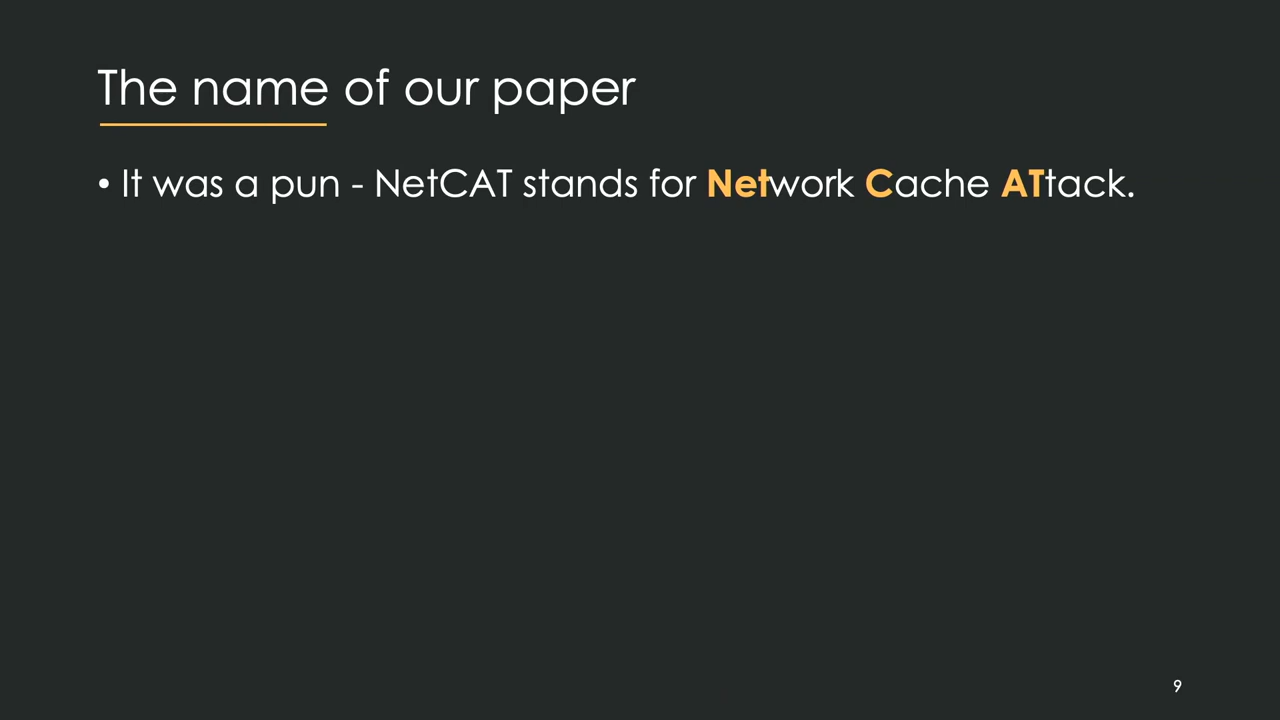 The name of our paper
• It was a pun - NetCAT stands for Network Cache ATtack.
9